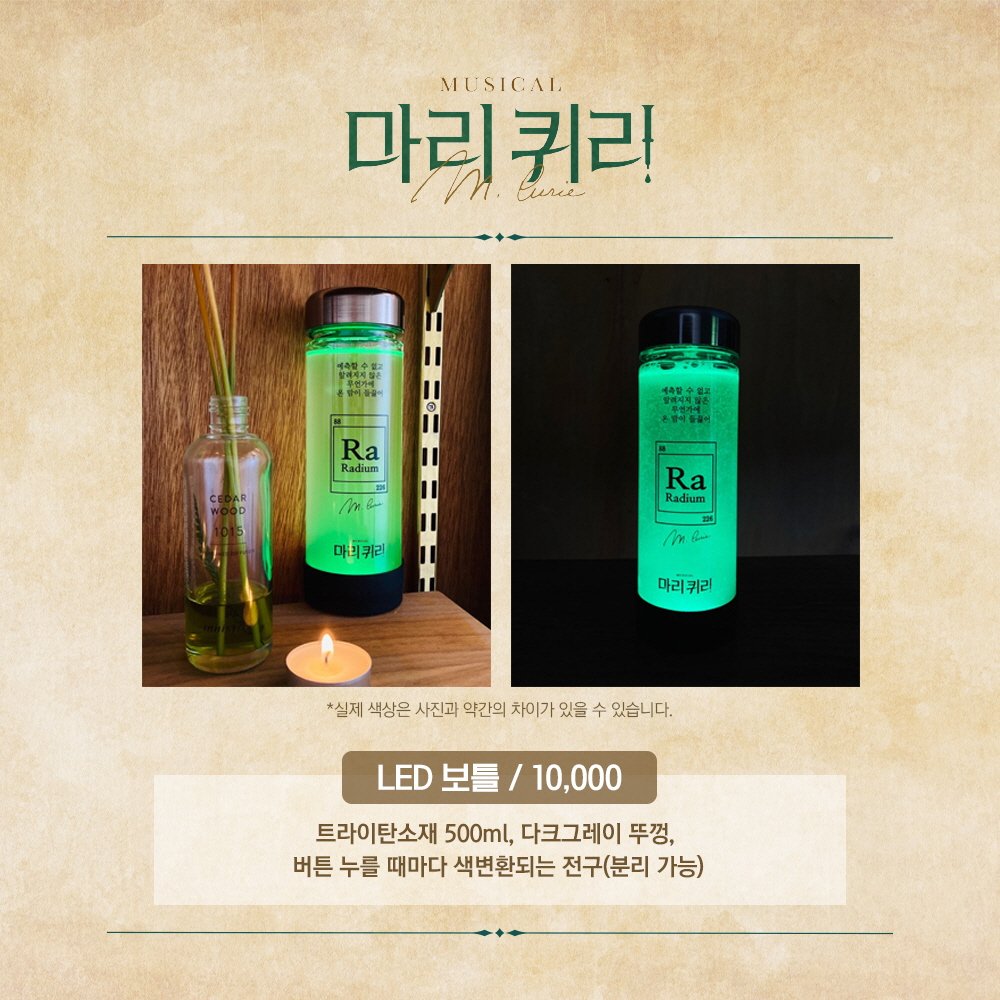 MUSICAL
마리 퀴리
M. Curie
예측할 수 없고
알려지지 않은
무언가에
온 맘이 들끓어
88
Ra
Radium
226
M. Curie
마리 퀴리
CEDAR
WOOD
1015
예측할 수 없고
알려지지 않은
무언가에
온 맘이 들끓어
88
Ra
Radium
226
M. Curie
마리 퀴리
*실제 색상은 사진과 약간의 차이가 있을 수 있습니다.
LED 보틀 / 10,000
트라이탄소재 500ml, 다크그레이 뚜껑,
버튼 누를 때마다 색변환되는 전구(분리 가능)